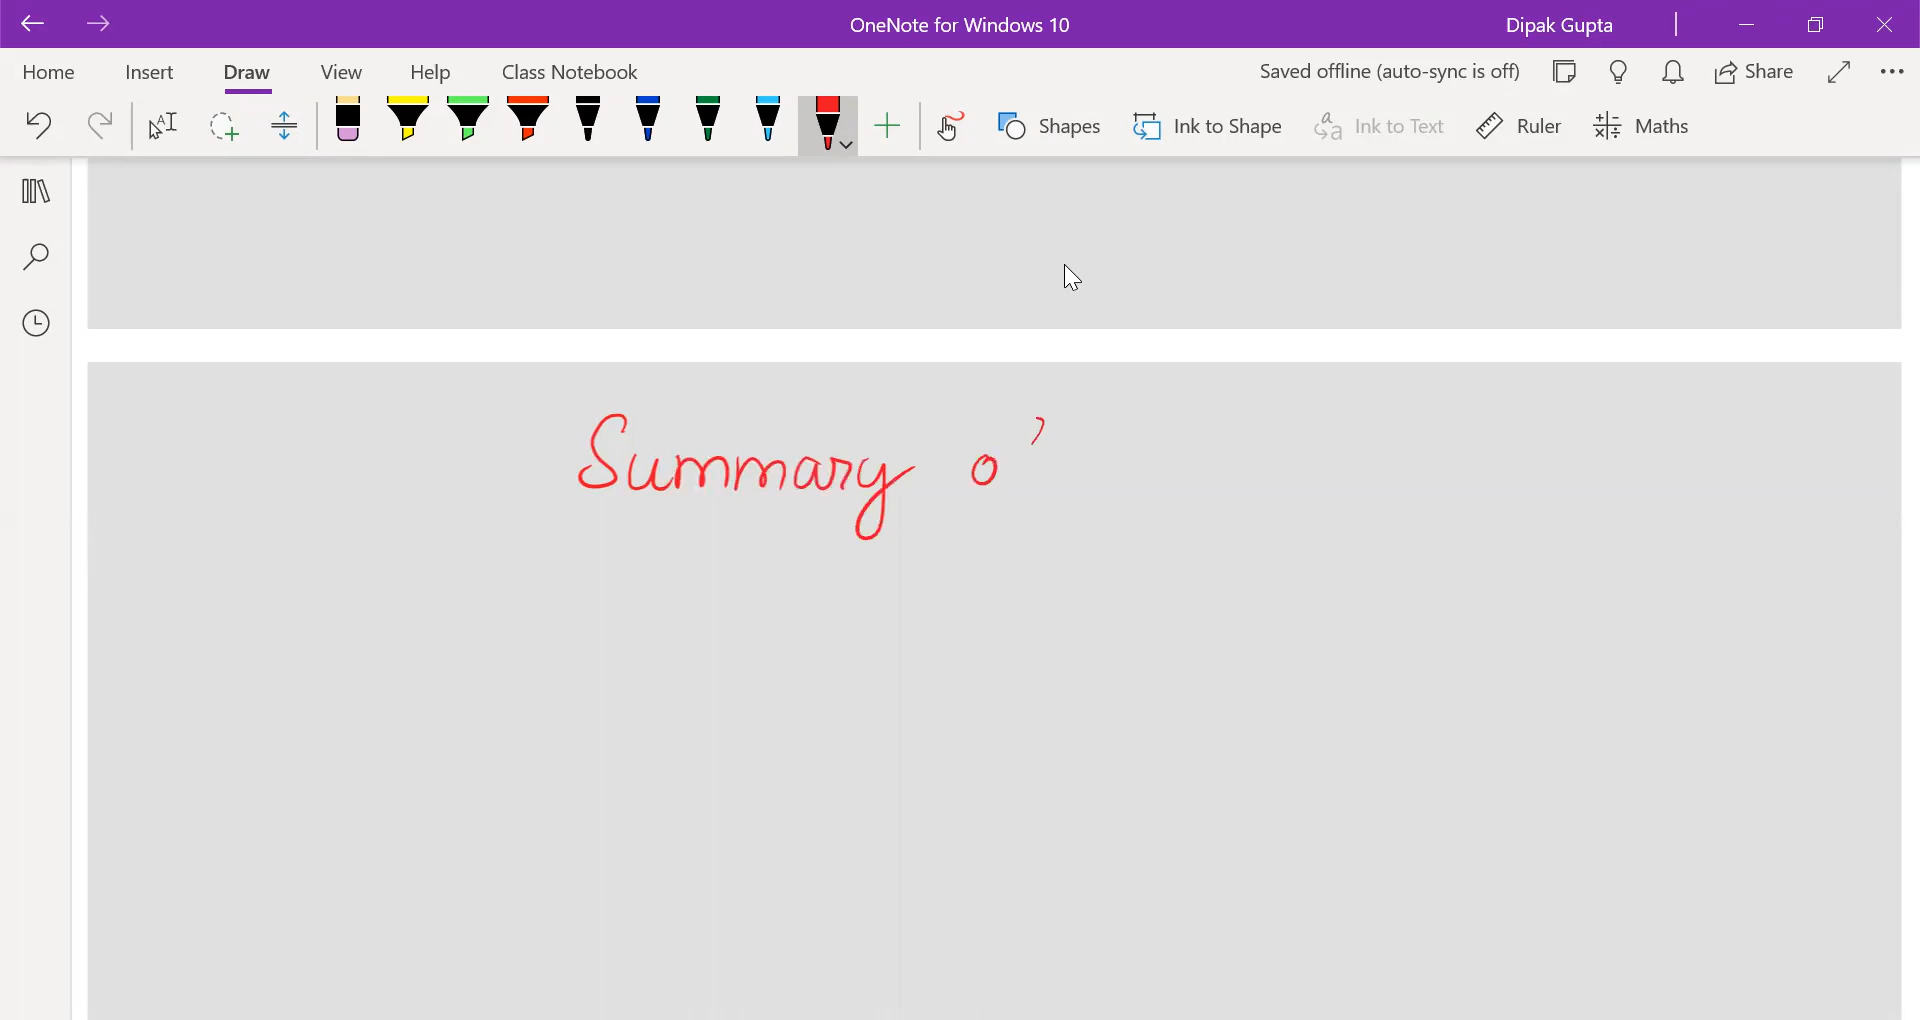 OneNote for Windows 10 Dipak Gupta
Home Insert Draw View Help Class Notebook Saved offline (auto-sync is off) Share
Shapes Ink to Shape Ink to Text Ruler Maths
Summary o